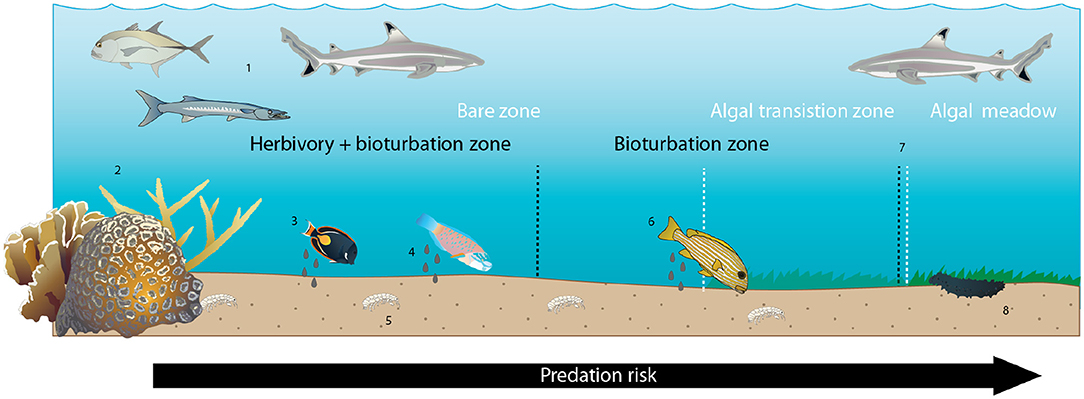 1
Bare zone
Algal transistion zone
Algal meadow
Herbivory + bioturbation zone
Bioturbation zone
7
2
3
4
6
5
8
Predation risk